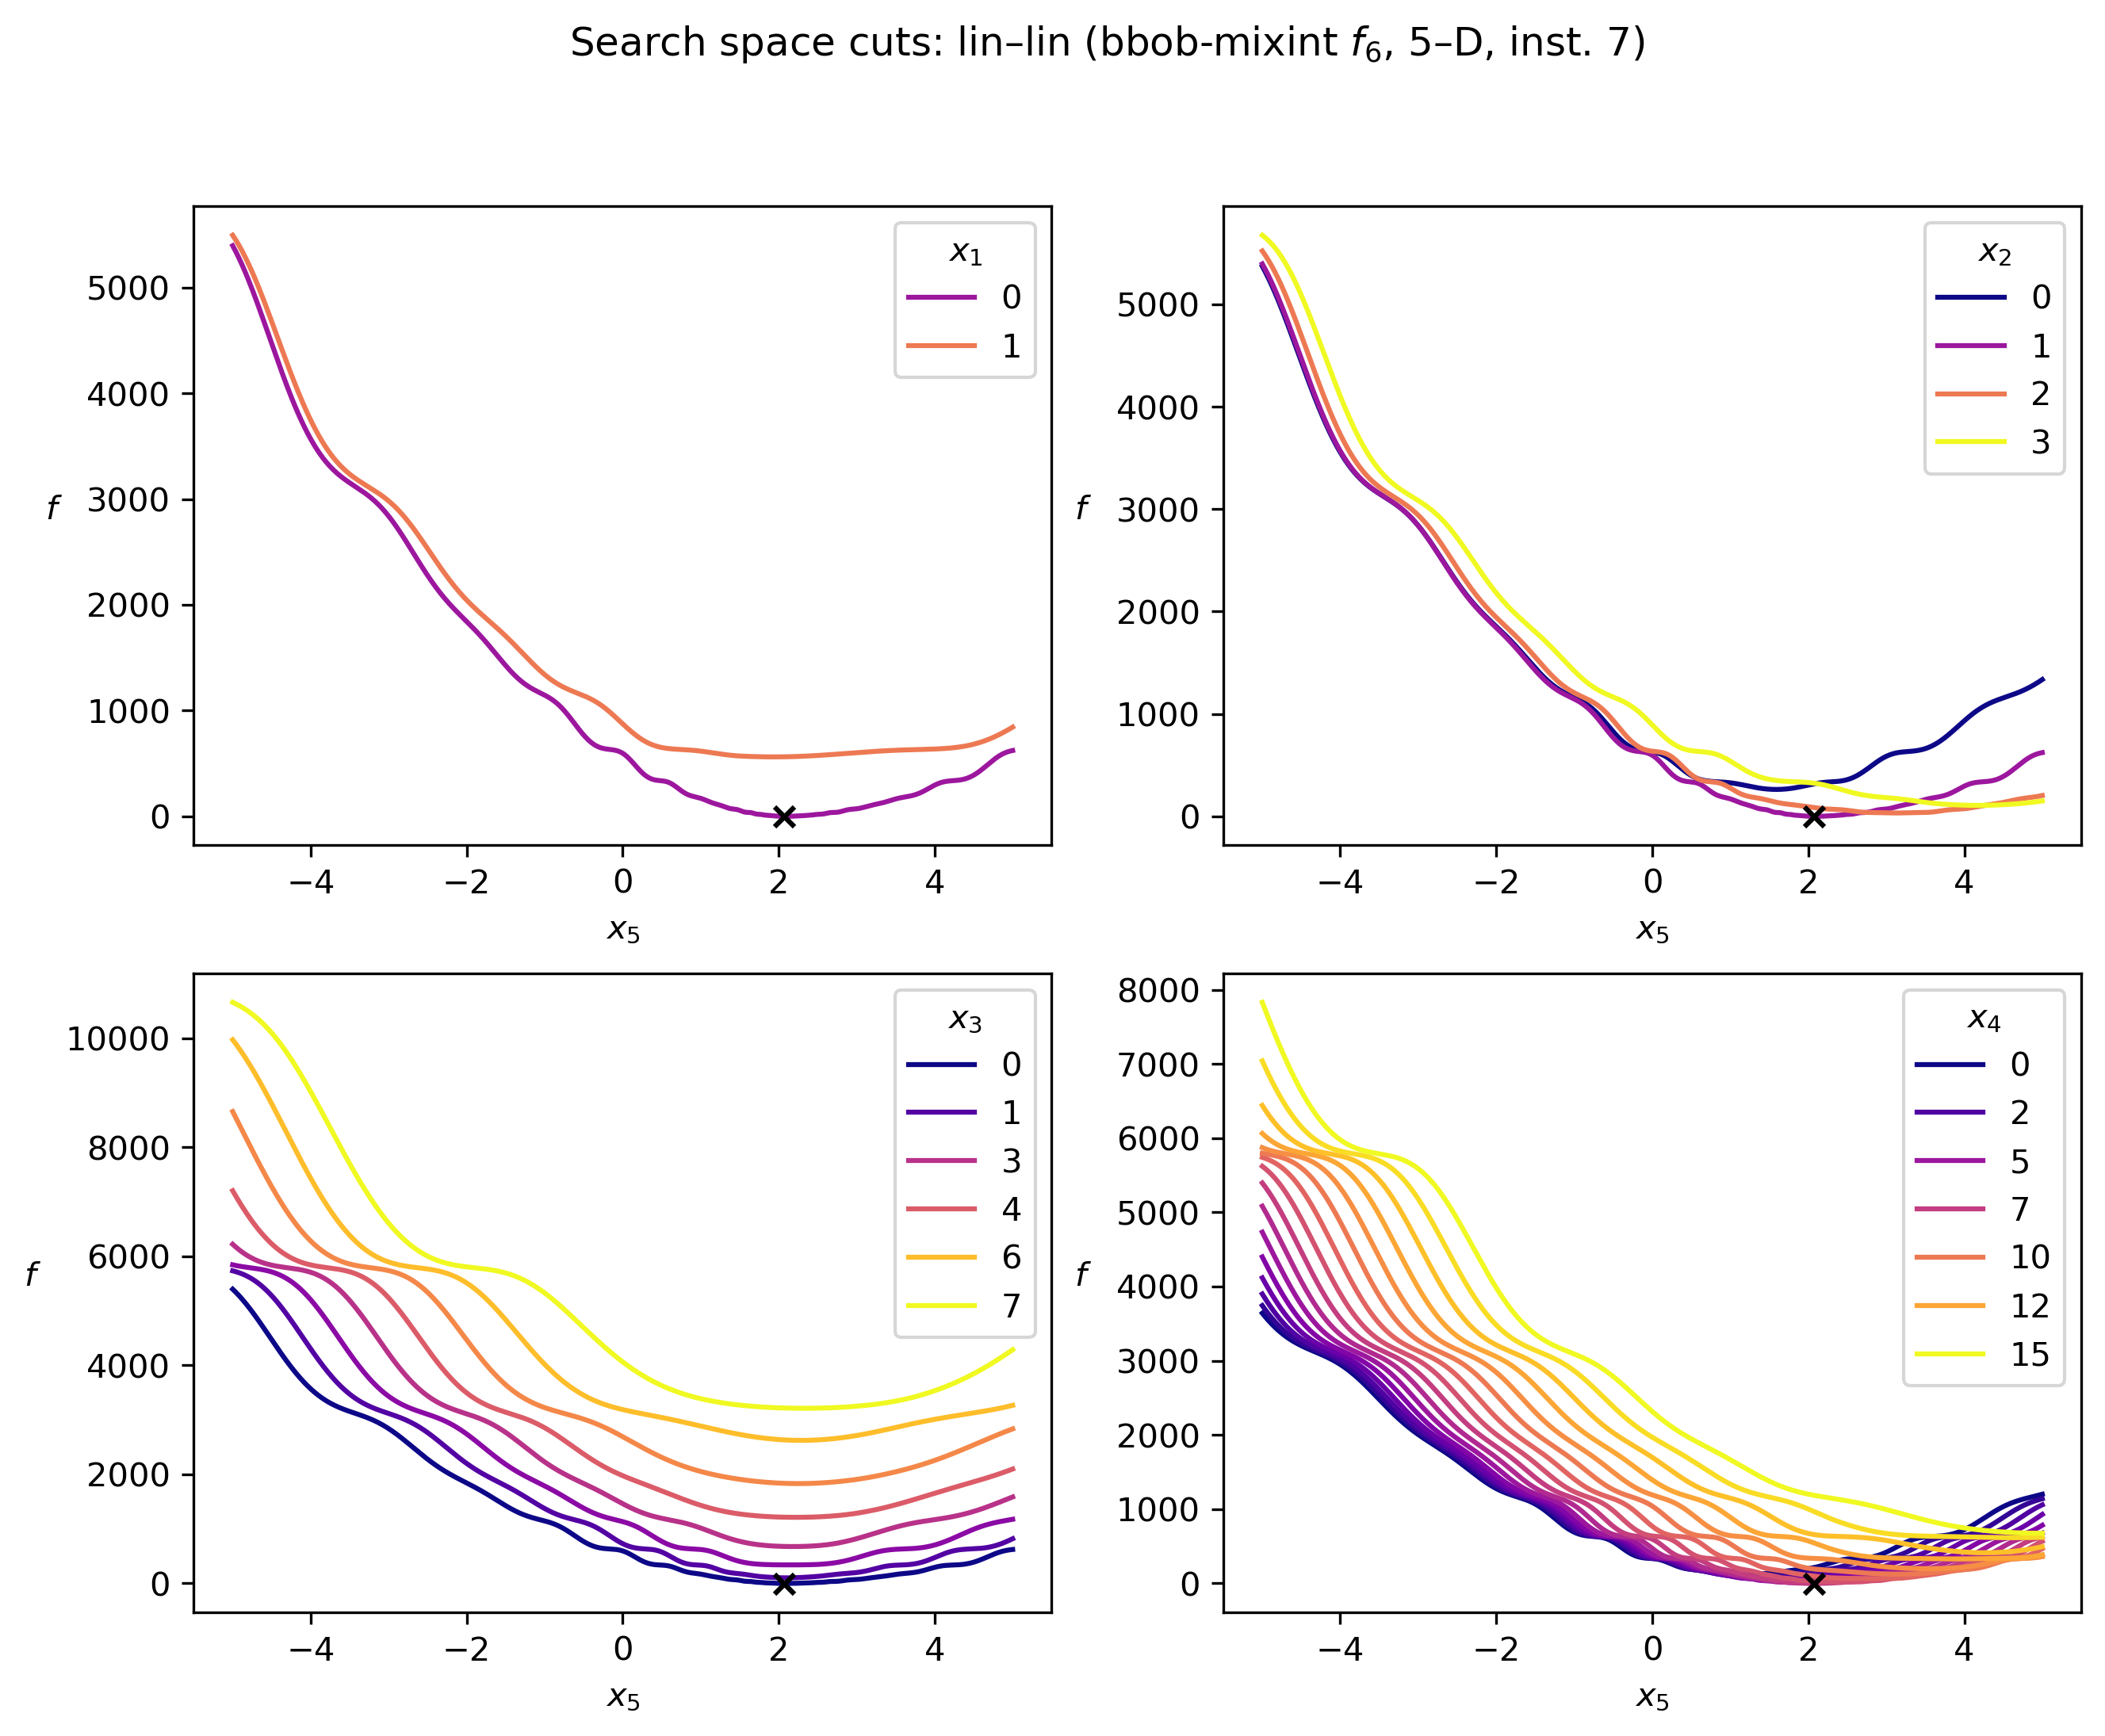 Search space cuts: lin–lin (bbob-mixint f₆, 5–D, inst. 7)
x₁
0
1
5000
4000
3000
2000
1000
0
f
−4 −2 0 2 4
x₅
x₂
0
1
2
3
5000
4000
3000
2000
1000
0
f
−4 −2 0 2 4
x₅
x₃
0
1
3
4
6
7
10000
8000
6000
4000
2000
0
f
−4 −2 0 2 4
x₅
x₄
0
2
5
7
10
12
15
8000
7000
6000
5000
4000
3000
2000
1000
0
f
−4 −2 0 2 4
x₅